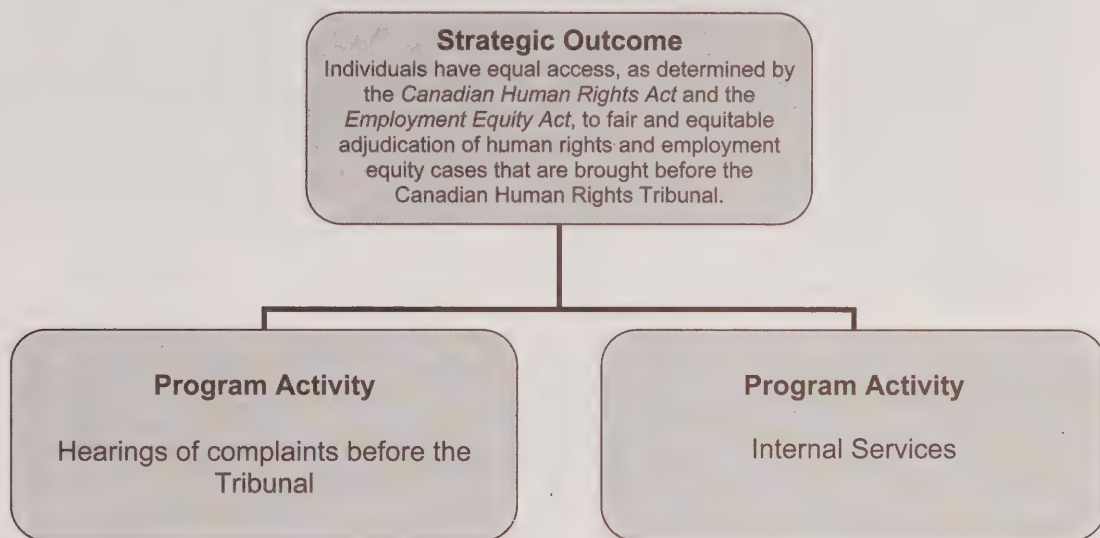 Strategic Outcome
Individuals have equal access, as determined by
the Canadian Human Rights Act and the
Employment Equity Act, to fair and equitable
adjudication of human rights and employment
equity cases that are brought before the
Canadian Human Rights Tribunal.
Program Activity
Hearings of complaints before the
Tribunal
Program Activity
Internal Services